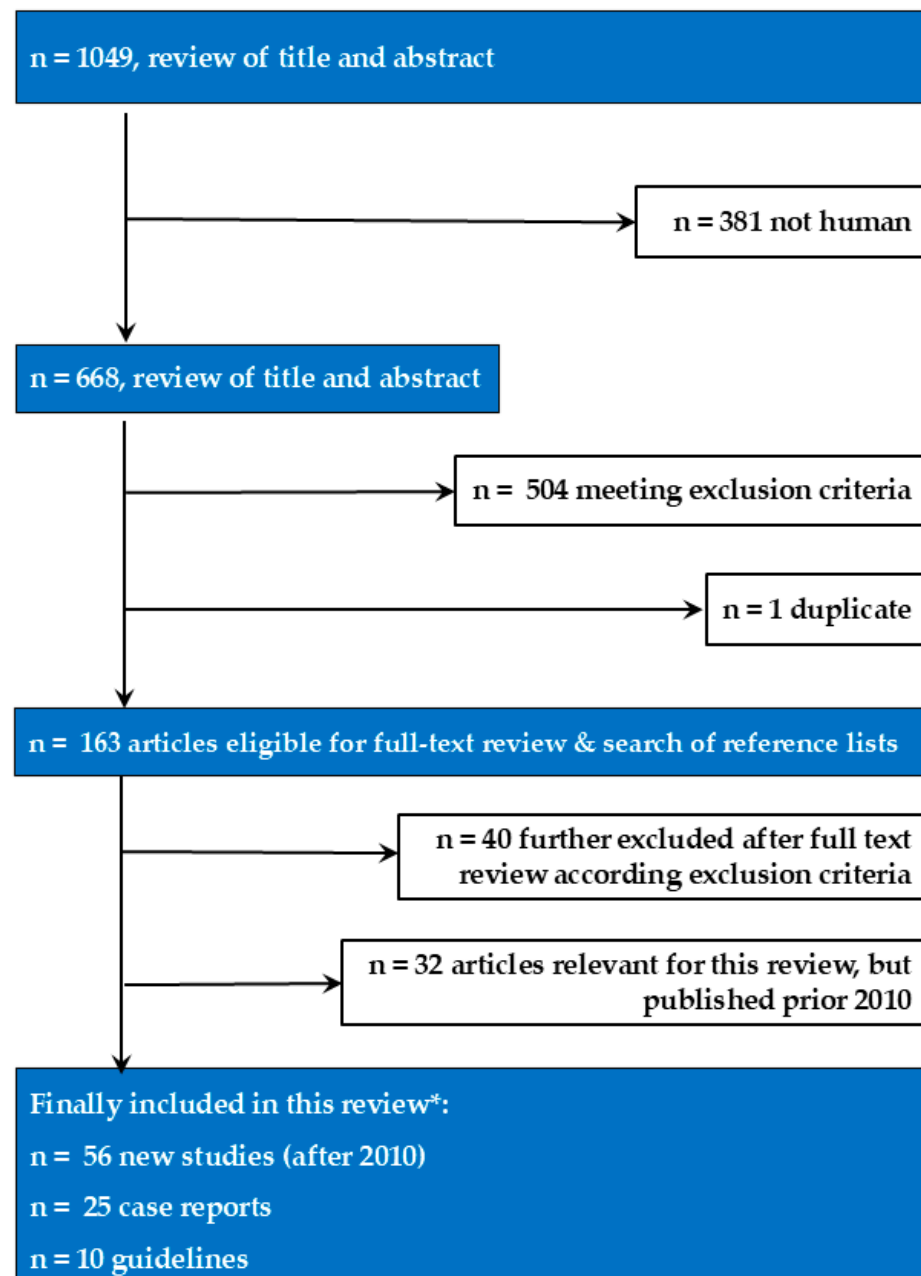 n = 1049, review of title and abstract
n = 381 not human
n = 668, review of title and abstract
n = 504 meeting exclusion criteria
n = 1 duplicate
n = 163 articles eligible for full-text review & search of reference lists
n = 40 further excluded after full text
review according exclusion criteria
n = 32 articles relevant for this review, but
published prior 2010
Finally included in this review*:
n = 56 new studies (after 2010)
n = 25 case reports
n = 10 guidelines